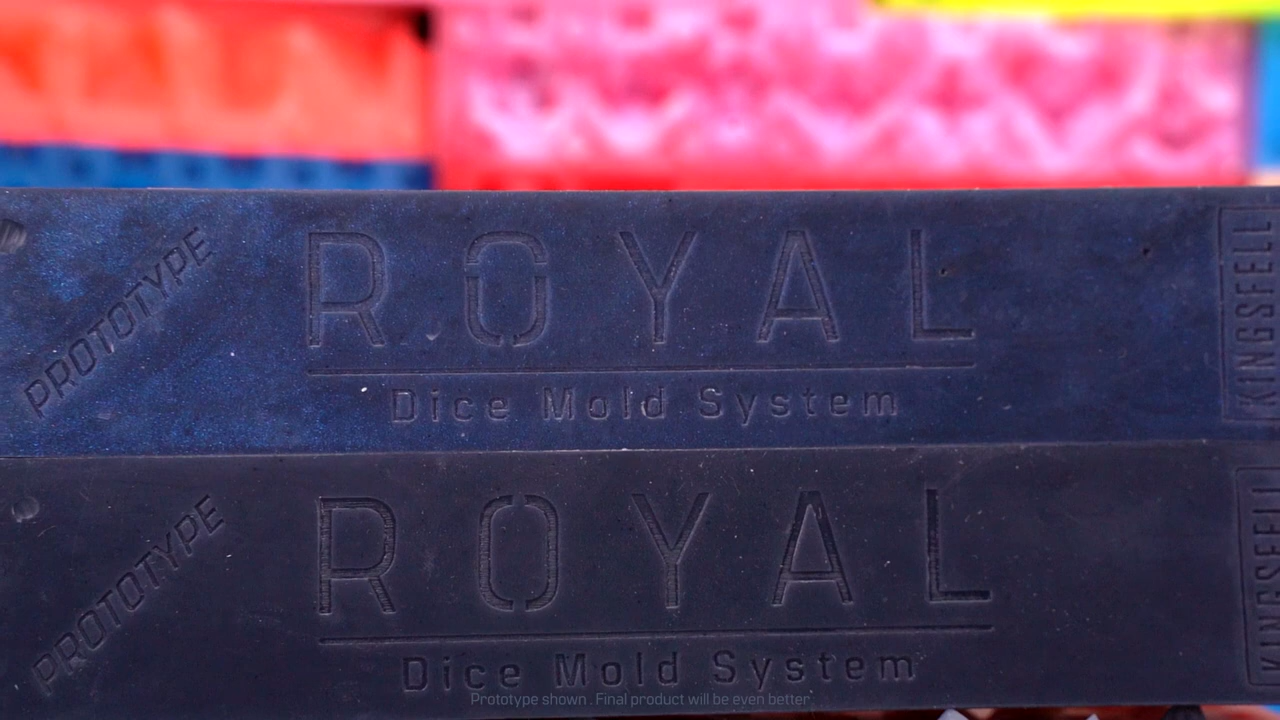 PROTOTYPE
ROYAL
Dice Mold System
KINGSFELL
PROTOTYPE
ROYAL
Dice Mold System
KINGSFELL
Prototype shown . Final product will be even better